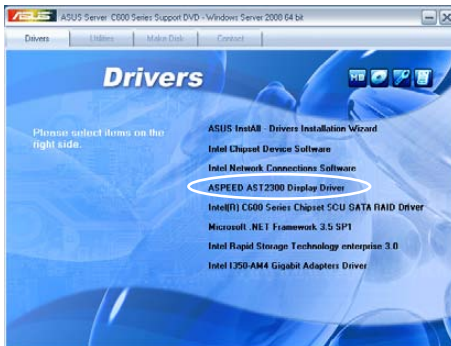 ASUS Server C600 Series Support DVD - Windows Server 2008 64 bit
Drivers
Utilities
Make Disk
Contact
Drivers
Please select items on the
right side.
ASUS InstAll - Drivers Installation Wizard
Intel Chipset Device Software
Intel Network Connections Software
ASPEED AST2300 Display Driver
Intel(R) C600 Series Chipset SCU SATA RAID Driver
Microsoft .NET Framework 3.5 SP1
Intel Rapid Storage Technology enterprise 3.0
Intel I350-AM4 Gigabit Adapters Driver